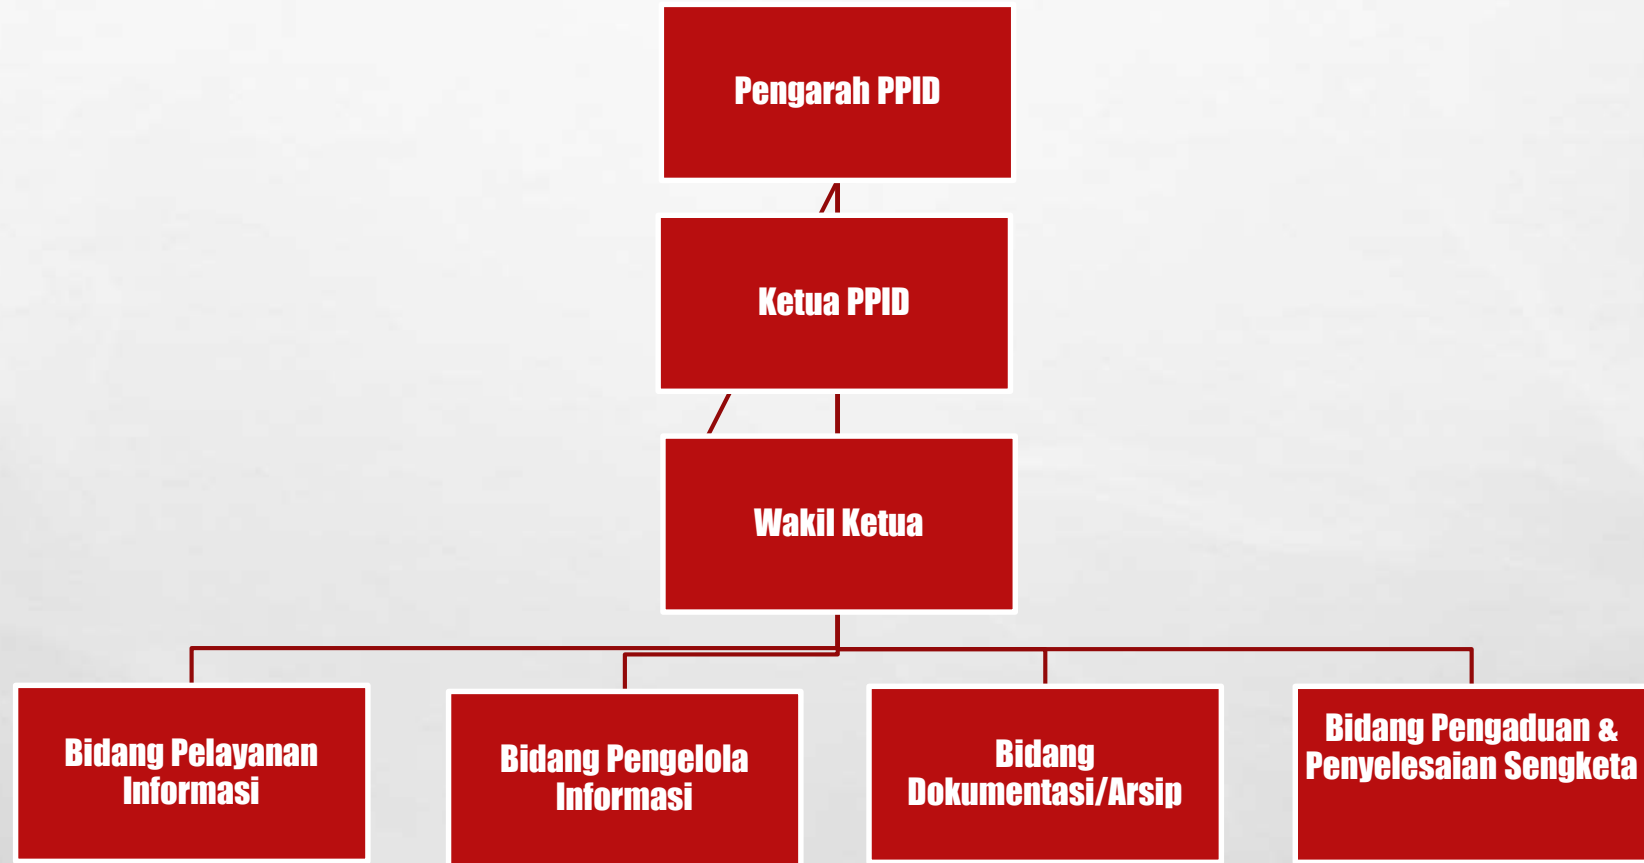 Pengarah PPID
Ketua PPID
Wakil Ketua
Bidang Pelayanan
Informasi
Bidang Pengelola
Informasi
Bidang
Dokumentasi/Arsip
Bidang Pengaduan &
Penyelesaian Sengketa